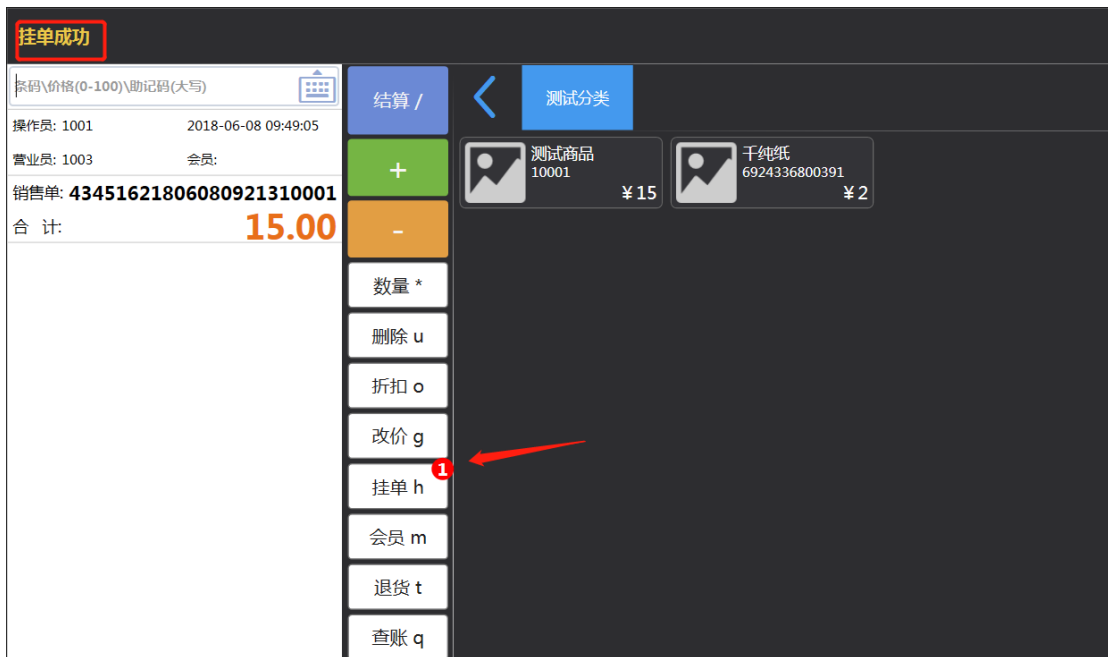 挂单成功
条码\价格(0-100)\助记码(大写)
操作员: 1001 2018-06-08 09:49:05
营业员: 1003 会员:
销售单: 43451621806080921310001
合 计: 15.00
结算 /
+
-
数量 *
删除 u
折扣 o
改价 g
1
挂单 h
会员 m
退货 t
查账 q
测试分类
测试商品
10001
¥15
千纯纸
6924336800391
¥2